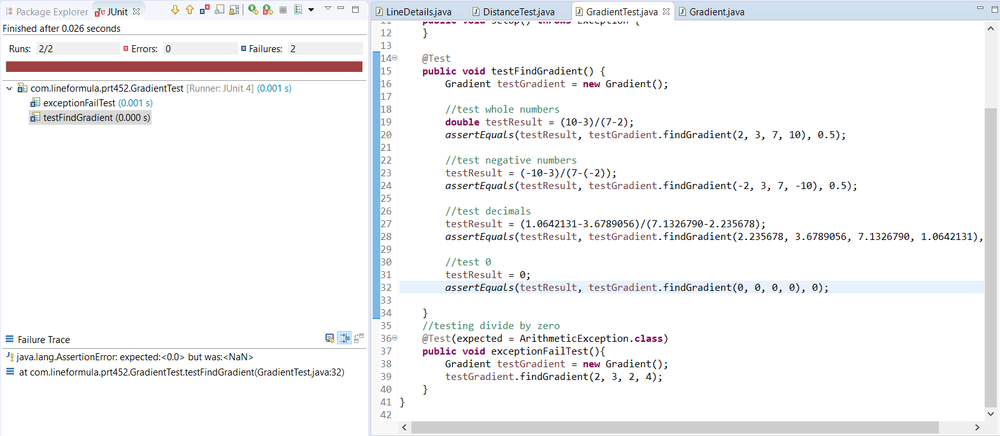 Package Explorer JUnit
Finished after 0.026 seconds
Runs: 2/2 Errors: 0 Failures: 2
com.lineformula.prt452.GradientTest [Runner: JUnit 4] (0.001 s)
exceptionFailTest (0.001 s)
testFindGradient (0.000 s)
Failure Trace
java.lang.AssertionError: expected:<0.0> but was:<NaN>
at com.lineformula.prt452.GradientTest.testFindGradient(GradientTest.java:32)
LineDetails.java DistanceTest.java GradientTest.java Gradient.java
11 public void setUp() throws Exception {
12 }
13
14 @Test
15 public void testFindGradient() {
16 Gradient testGradient = new Gradient();
17
18 //test whole numbers
19 double testResult = (10-3)/(7-2);
20 assertEquals(testResult, testGradient.findGradient(2, 3, 7, 10), 0.5);
21
22 //test negative numbers
23 testResult = (-10-3)/(7-(-2));
24 assertEquals(testResult, testGradient.findGradient(-2, 3, 7, -10), 0.5);
25
26 //test decimals
27 testResult = (1.0642131-3.6789056)/(7.1326790-2.235678);
28 assertEquals(testResult, testGradient.findGradient(2.235678, 3.6789056, 7.1326790, 1.0642131),
29
30 //test 0
31 testResult = 0;
32 assertEquals(testResult, testGradient.findGradient(0, 0, 0, 0), 0);
33
34 }
35 //testing divide by zero
36 @Test(expected = ArithmeticException.class)
37 public void exceptionFailTest(){
38 Gradient testGradient = new Gradient();
39 testGradient.findGradient(2, 3, 2, 4);
40 }
41 }
42